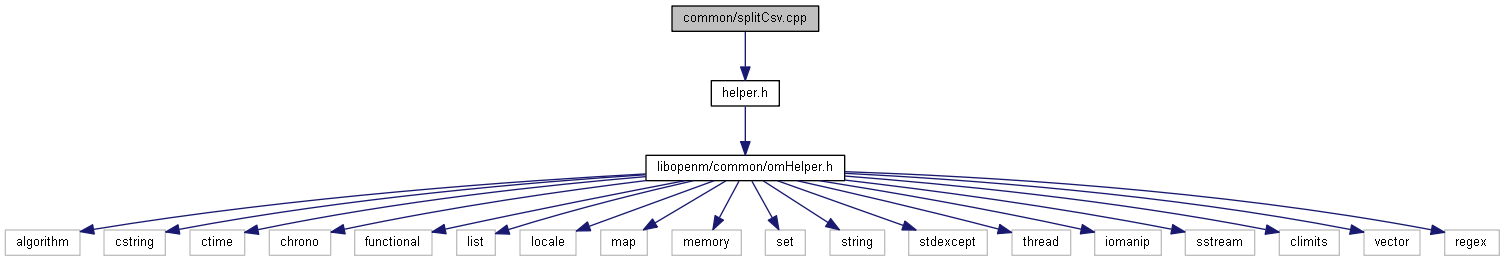 common/splitCsv.cpp
helper.h
libopenm/common/omHelper.h
algorithm cstring ctime chrono functional list locale map memory set string stdexcept thread iomanip sstream climits vector regex